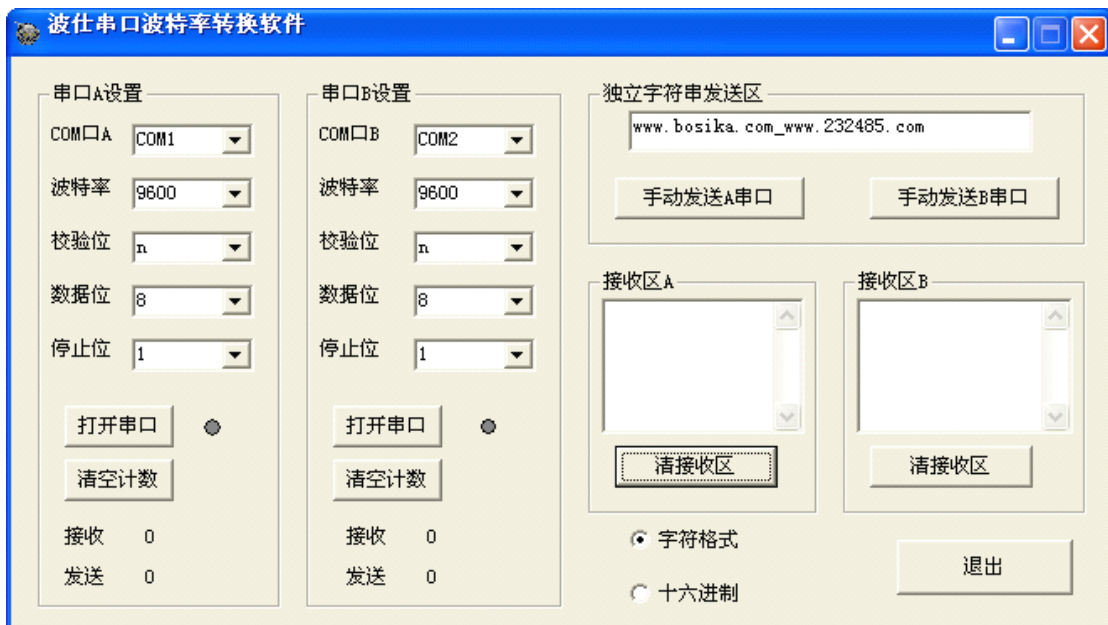 波仕串口波特率转换软件
串口A设置
COM口A COM1
波特率 9600
校验位 n
数据位 8
停止位 1
打开串口
清空计数
接收 0
发送 0
串口B设置
COM口B COM2
波特率 9600
校验位 n
数据位 8
停止位 1
打开串口
清空计数
接收 0
发送 0
独立字符串发送区
www.bosika.com_www.232485.com
手动发送A串口 手动发送B串口
接收区A
清接收区
接收区B
清接收区
字符格式
十六进制
退出